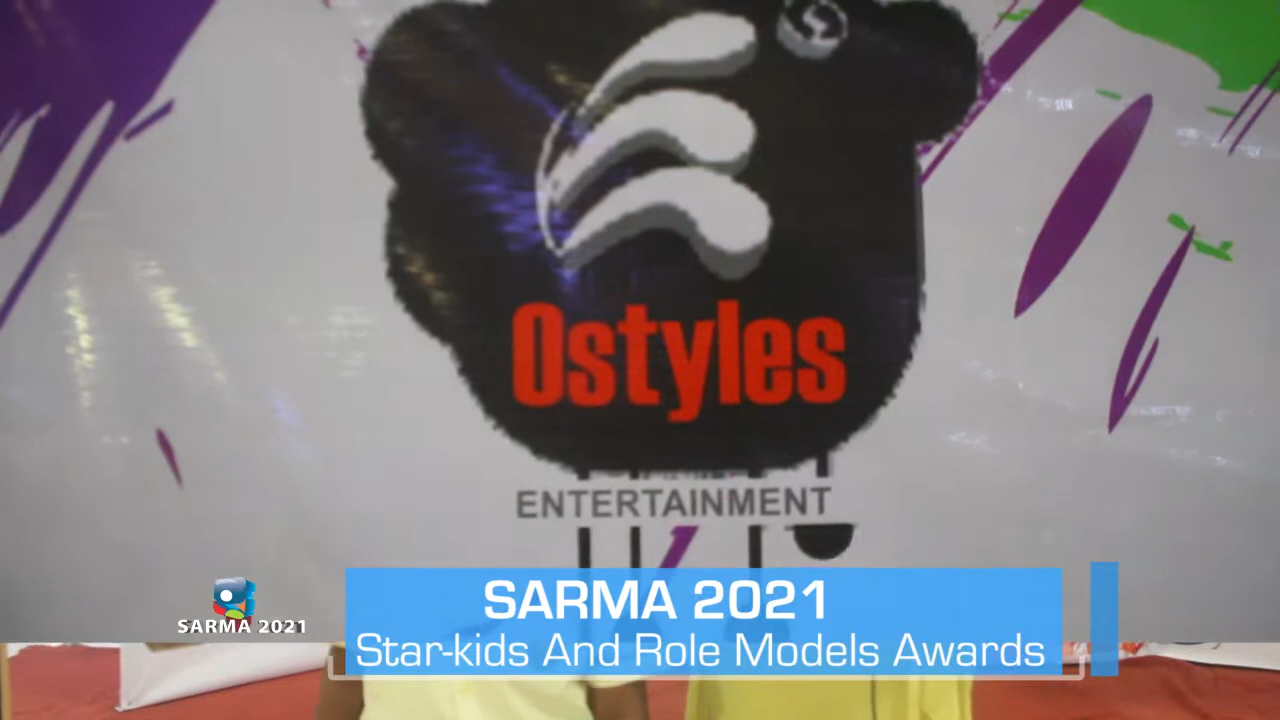 Ostyles
ENTERTAINMENT
SARMA 2021
SARMA 2021
Star-kids And Role Models Awards